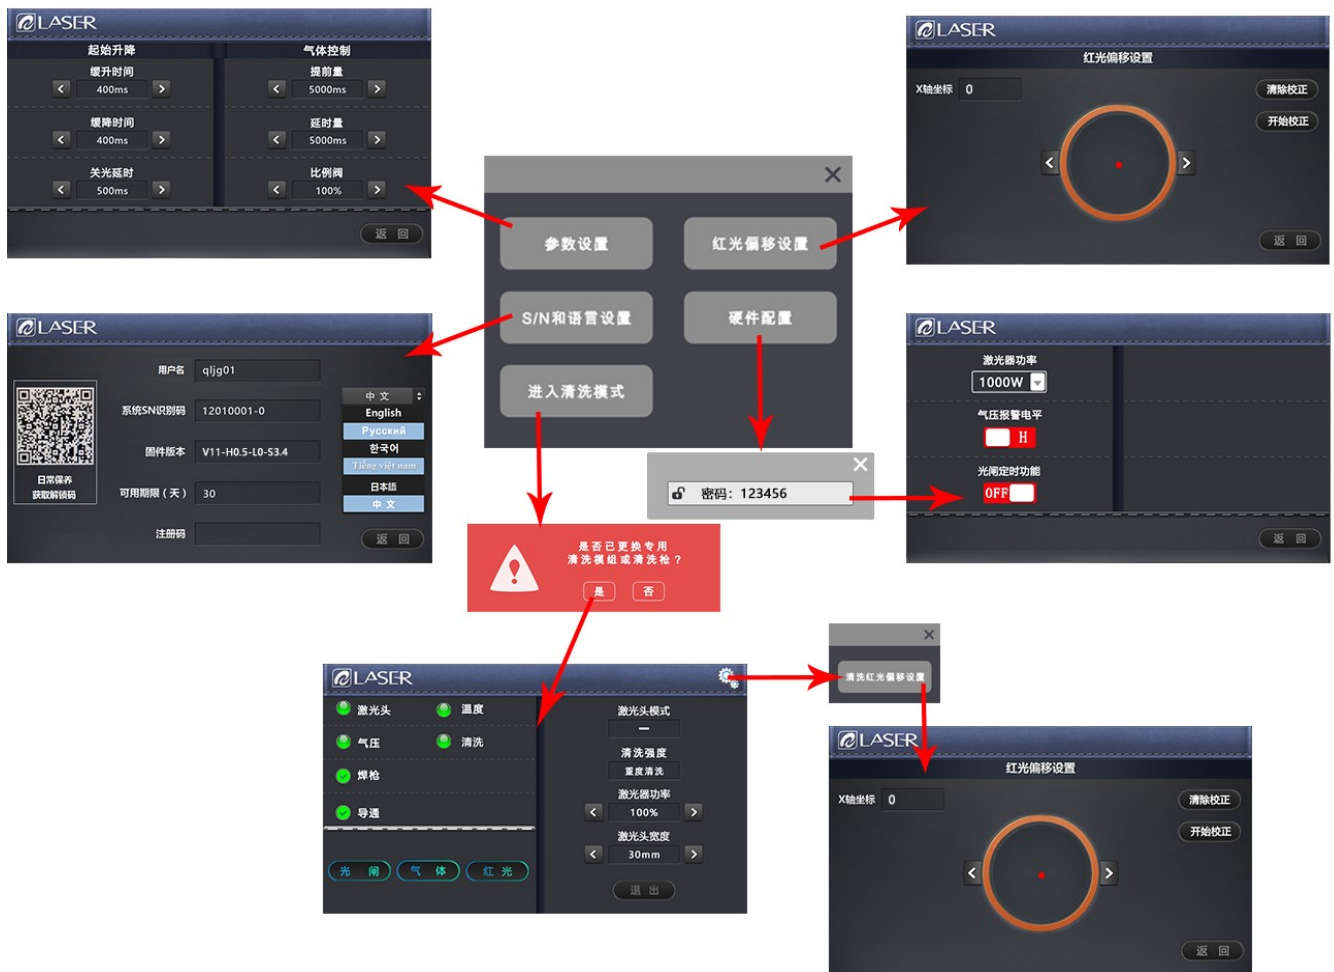 LASER
起始升降
气体控制
缓升时间
提前量
< 400ms >
< 5000ms >
缓降时间
延时量
< 400ms >
< 5000ms >
关光延时
比例阀
< 500ms >
< 100% >
返 回
LASER
红光偏移设置
X轴坐标 0
清除校正
开始校正
< >
返 回
×
参数设置
红光偏移设置
S/N和语言设置
硬件配置
进入清洗模式
LASER
用户名 qljg01
系统SN识别码 12010001-0
固件版本 V11-H0.5-L0-S3.4
可用期限（天） 30
注册码
日常保养
获取解锁码
中 文
English
Русский
한국어
Tiếng việt nam
日本語
中 文
返 回
×
密码：123456
LASER
激光器功率
1000W
气压报警电平
H
光闸定时功能
OFF
返 回
是否已更换专用
清洗模组或清洗枪？
是 否
LASER
激光头 温度
气压 清洗
焊枪
导通
光 闸 气 体 红 光
激光头模式
—
清洗强度
重度清洗
激光器功率
< 100% >
激光头宽度
< 30mm >
退 出
×
清洗红光偏移设置
LASER
红光偏移设置
X轴坐标 0
清除校正
开始校正
< >
返 回